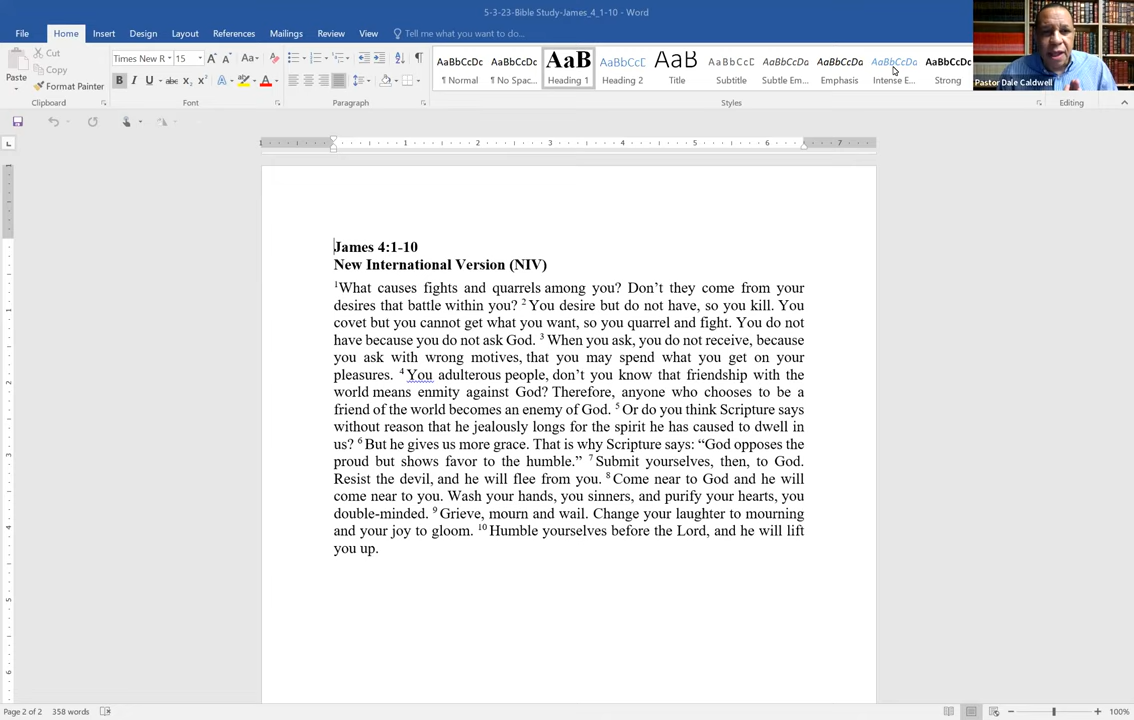 5-3-23-Bible Study-James_4_1-10 - Word
File Home Insert Design Layout References Mailings Review View Tell me what you want to do...
Paste
Cut
Copy
Format Painter
Clipboard
Times New R 15
Font
Paragraph
AaBbCcDc AaBbCcDc AaB AaBbCcC AaB AaBbCcC AaBbCcDa AaBbCcDa AaBbCcDa AaBbCcDc
¶ Normal ¶ No Spac... Heading 1 Heading 2 Title Subtitle Subtle Em... Emphasis Intense E... Strong
Styles
Editing
Pastor Dale Caldwell
James 4:1-10
New International Version (NIV)
1What causes fights and quarrels among you? Don’t they come from your
desires that battle within you? 2 You desire but do not have, so you kill. You
covet but you cannot get what you want, so you quarrel and fight. You do not
have because you do not ask God. 3 When you ask, you do not receive, because
you ask with wrong motives, that you may spend what you get on your
pleasures. 4 You adulterous people, don’t you know that friendship with the
world means enmity against God? Therefore, anyone who chooses to be a
friend of the world becomes an enemy of God. 5 Or do you think Scripture says
without reason that he jealously longs for the spirit he has caused to dwell in
us? 6 But he gives us more grace. That is why Scripture says: “God opposes the
proud but shows favor to the humble.” 7 Submit yourselves, then, to God.
Resist the devil, and he will flee from you. 8 Come near to God and he will
come near to you. Wash your hands, you sinners, and purify your hearts, you
double-minded. 9 Grieve, mourn and wail. Change your laughter to mourning
and your joy to gloom. 10 Humble yourselves before the Lord, and he will lift
you up.
Page 2 of 2 358 words
100%